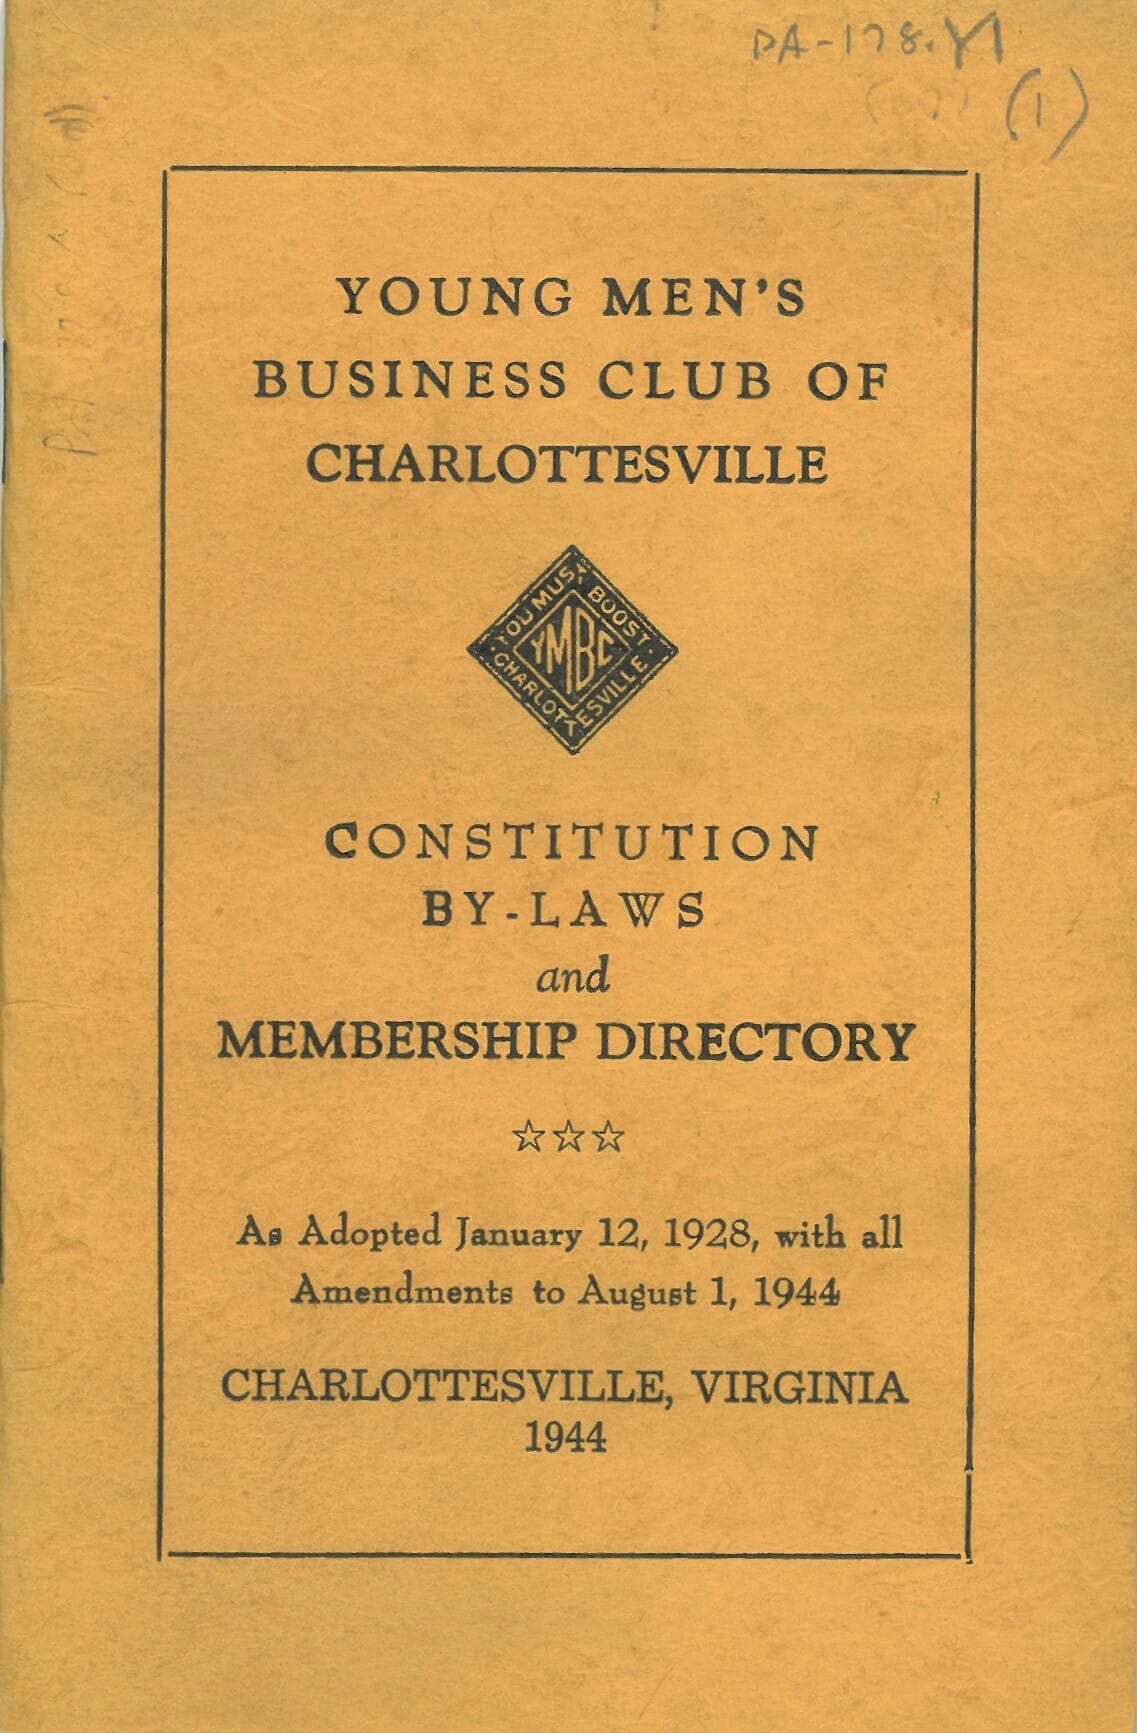 PA-178.Y1
(1)
YOUNG MEN'S
BUSINESS CLUB OF
CHARLOTTESVILLE
YOU MUST BOOST
YMBC
CHARLOTTESVILLE
CONSTITUTION
BY-LAWS
and
MEMBERSHIP DIRECTORY
☆☆☆
As Adopted January 12, 1928, with all
Amendments to August 1, 1944
CHARLOTTESVILLE, VIRGINIA
1944